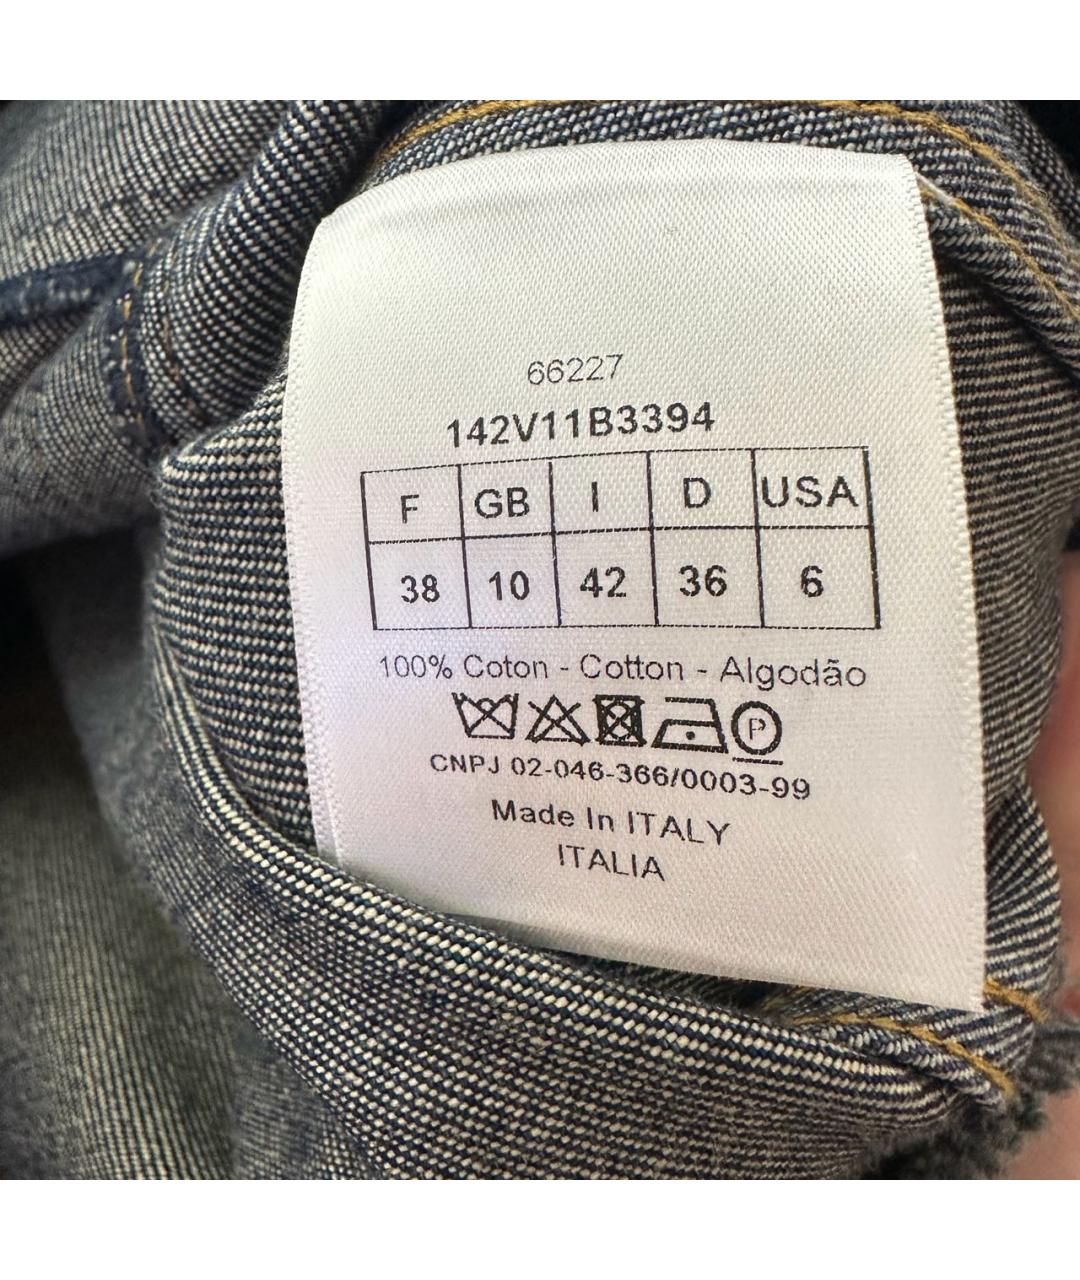 66227
142V11B3394
F GB I D USA
38 10 42 36 6
100% Coton - Cotton - Algodão
P
CNPJ 02-046-366/0003-99
Made In ITALY
ITALIA